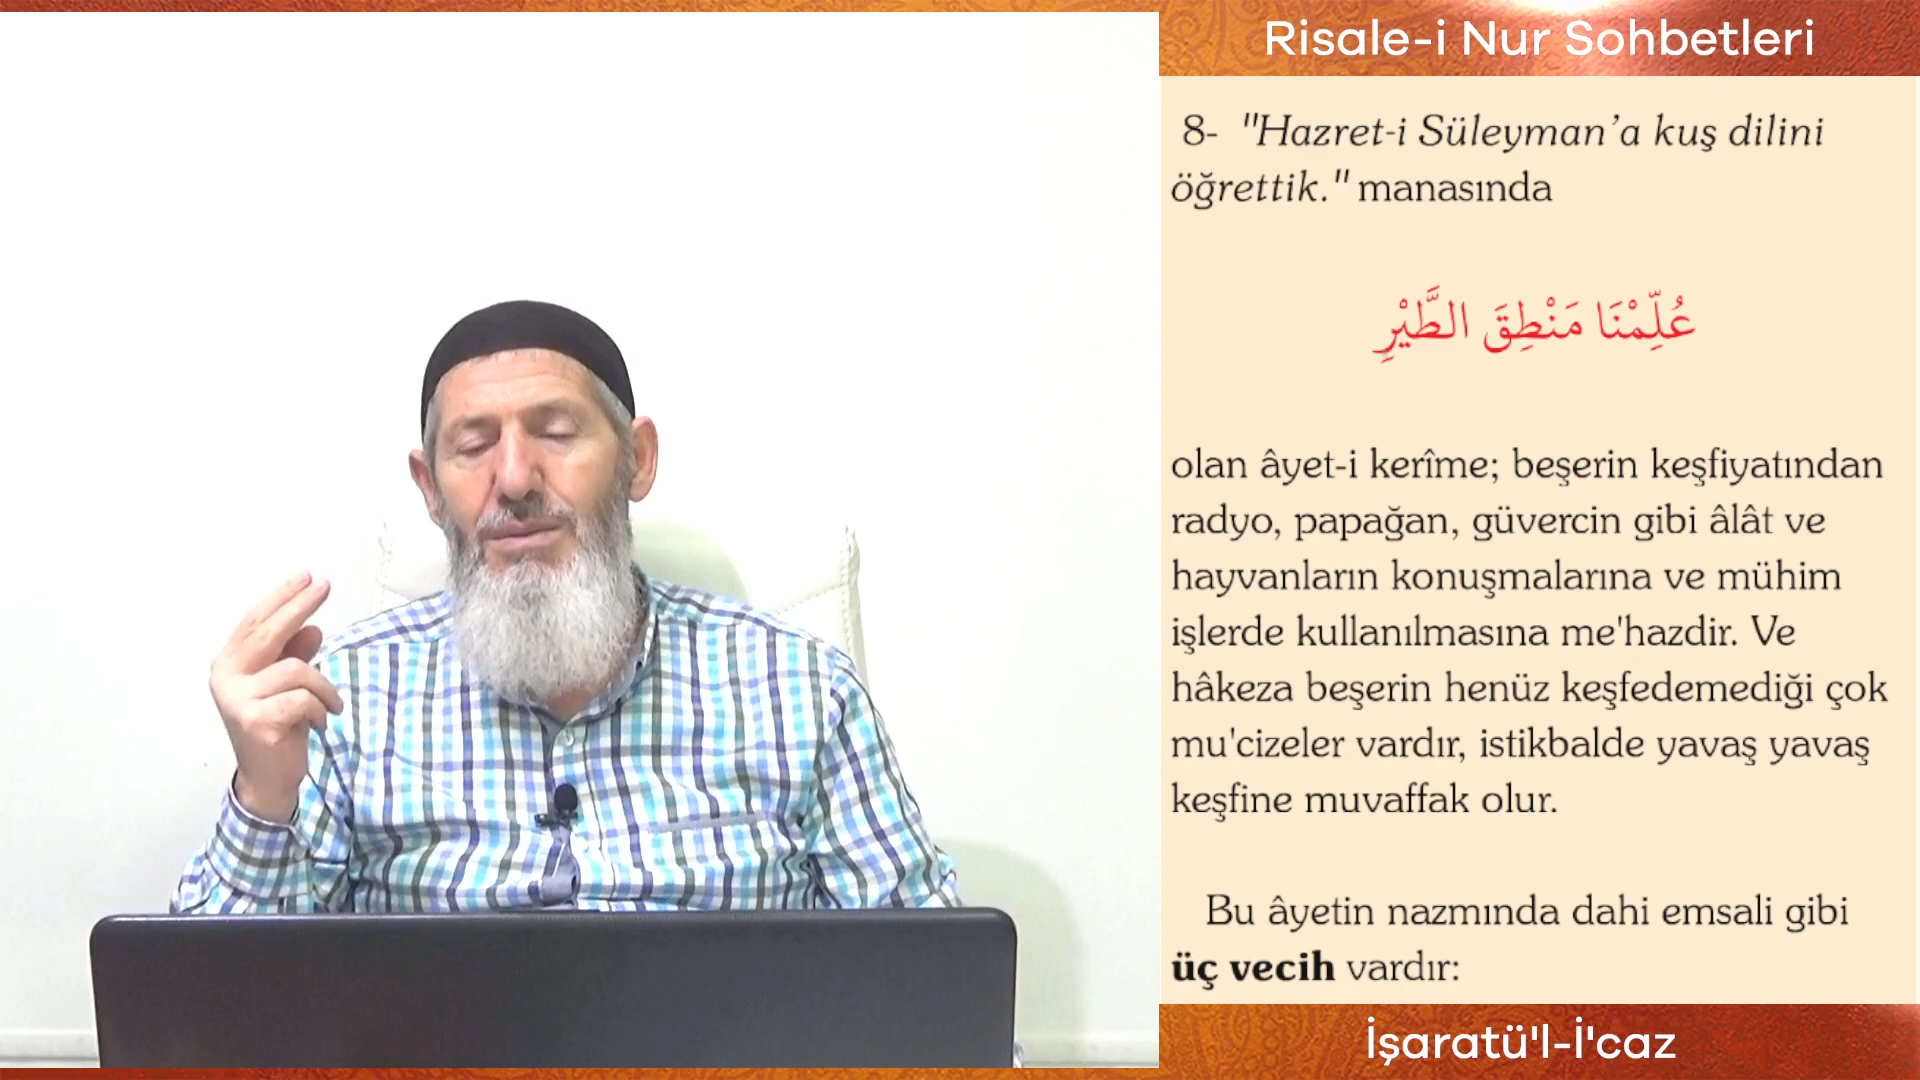 Risale-i Nur Sohbetleri
8- "Hazret-i Süleyman’a kuş dilini
öğrettik." manasında
عُلِّمْنَا مَنْطِقَ الطَّيْرِ
olan âyet-i kerîme; beşerin keşfiyatından
radyo, papağan, güvercin gibi âlât ve
hayvanların konuşmalarına ve mühim
işlerde kullanılmasına me'hazdir. Ve
hâkeza beşerin henüz keşfedemediği çok
mu'cizeler vardır, istikbalde yavaş yavaş
keşfine muvaffak olur.
Bu âyetin nazmında dahi emsali gibi
üç vecih vardır:
İşaratü'l-İ'caz